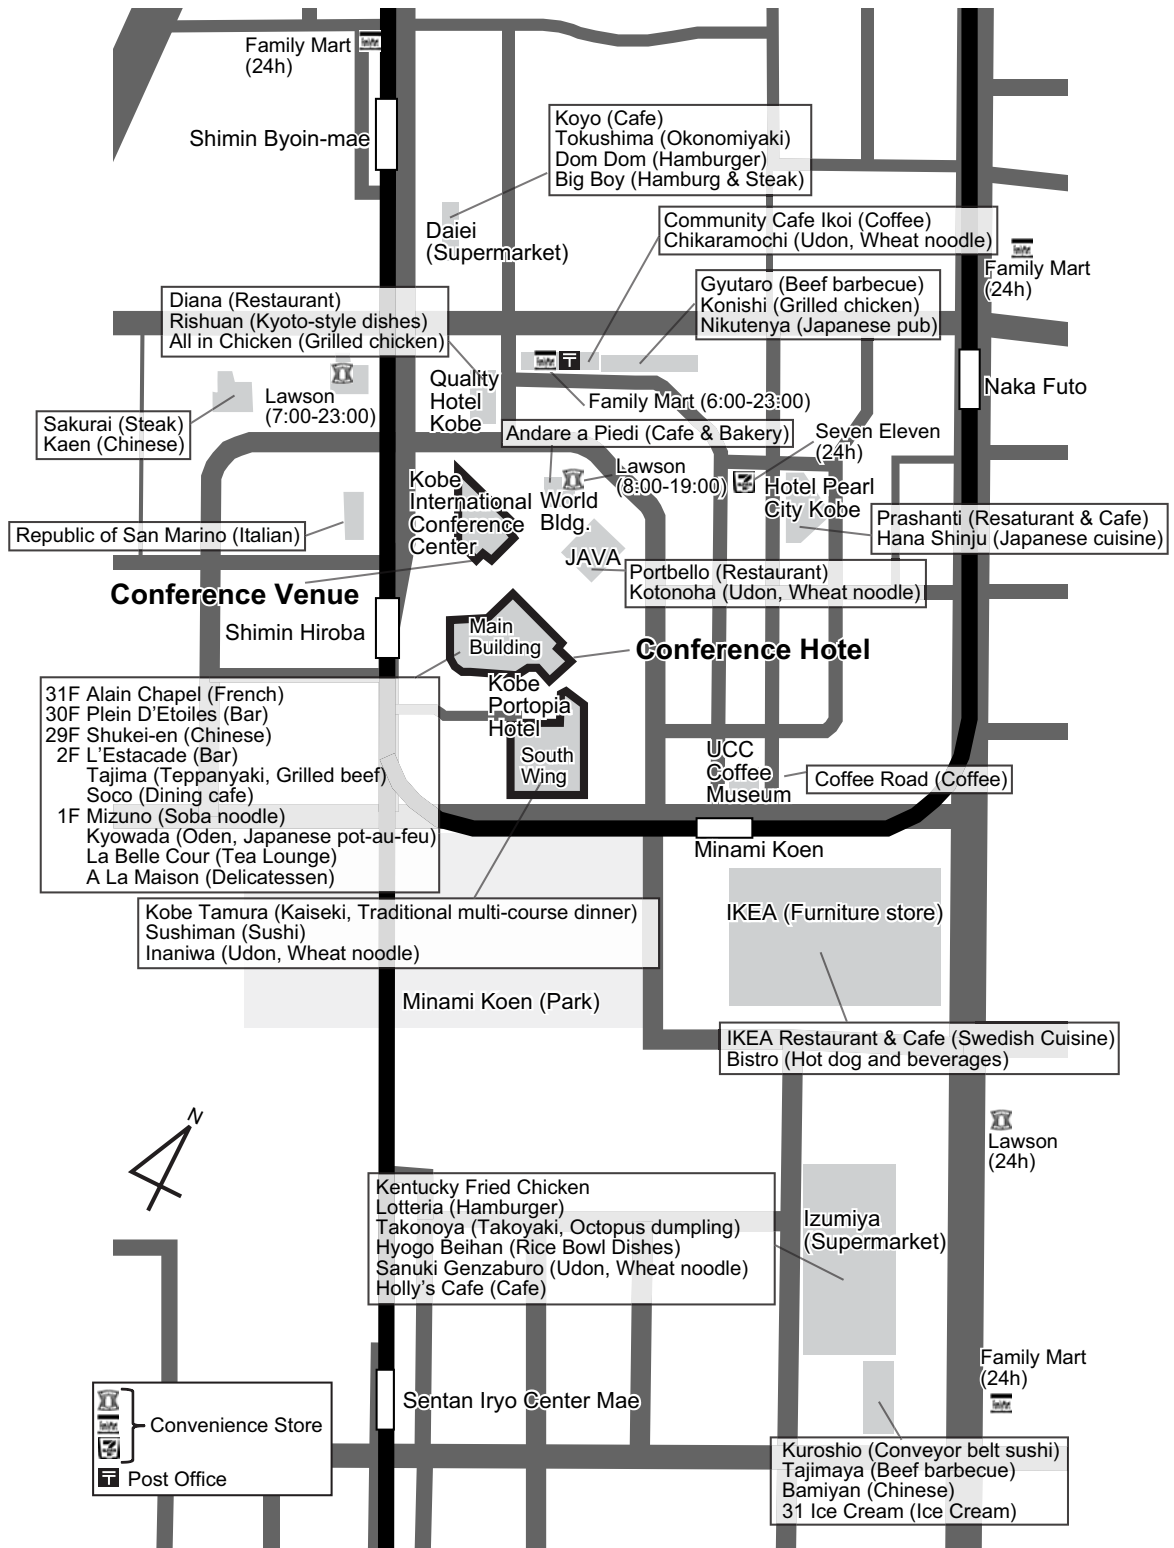 Family Mart
(24h)
Shimin Byoin-mae
Koyo (Cafe)
Tokushima (Okonomiyaki)
Dom Dom (Hamburger)
Big Boy (Hamburg & Steak)
Daiei
(Supermarket)
Community Cafe Ikoi (Coffee)
Chikaramochi (Udon, Wheat noodle)
Family Mart
(24h)
Gyutaro (Beef barbecue)
Konishi (Grilled chicken)
Nikutenya (Japanese pub)
Diana (Restaurant)
Rishuan (Kyoto-style dishes)
All in Chicken (Grilled chicken)
Lawson
(7:00-23:00)
Quality
Hotel
Kobe
Family Mart (6:00-23:00)
Naka Futo
Sakurai (Steak)
Kaen (Chinese)
Andare a Piedi (Cafe & Bakery)
Seven Eleven
(24h)
Lawson
(8:00-19:00)
Kobe
International
Conference
Center
World
Bldg.
Hotel Pearl
City Kobe
Prashanti (Resaturant & Cafe)
Hana Shinju (Japanese cuisine)
Republic of San Marino (Italian)
JAVA
Portbello (Restaurant)
Kotonoha (Udon, Wheat noodle)
Conference Venue
Shimin Hiroba
Main
Building
Conference Hotel
Kobe
Portopia
Hotel
South
Wing
31F Alain Chapel (French)
30F Plein D'Etoiles (Bar)
29F Shukei-en (Chinese)
2F L'Estacade (Bar)
Tajima (Teppanyaki, Grilled beef)
Soco (Dining cafe)
1F Mizuno (Soba noodle)
Kyowada (Oden, Japanese pot-au-feu)
La Belle Cour (Tea Lounge)
A La Maison (Delicatessen)
UCC
Coffee
Museum
Coffee Road (Coffee)
Minami Koen
Kobe Tamura (Kaiseki, Traditional multi-course dinner)
Sushiman (Sushi)
Inaniwa (Udon, Wheat noodle)
IKEA (Furniture store)
Minami Koen (Park)
IKEA Restaurant & Cafe (Swedish Cuisine)
Bistro (Hot dog and beverages)
N
Lawson
(24h)
Kentucky Fried Chicken
Lotteria (Hamburger)
Takonoya (Takoyaki, Octopus dumpling)
Hyogo Beihan (Rice Bowl Dishes)
Sanuki Genzaburo (Udon, Wheat noodle)
Holly's Cafe (Cafe)
Izumiya
(Supermarket)
Family Mart
(24h)
Sentan Iryo Center Mae
Convenience Store
Post Office
Kuroshio (Conveyor belt sushi)
Tajimaya (Beef barbecue)
Bamiyan (Chinese)
31 Ice Cream (Ice Cream)